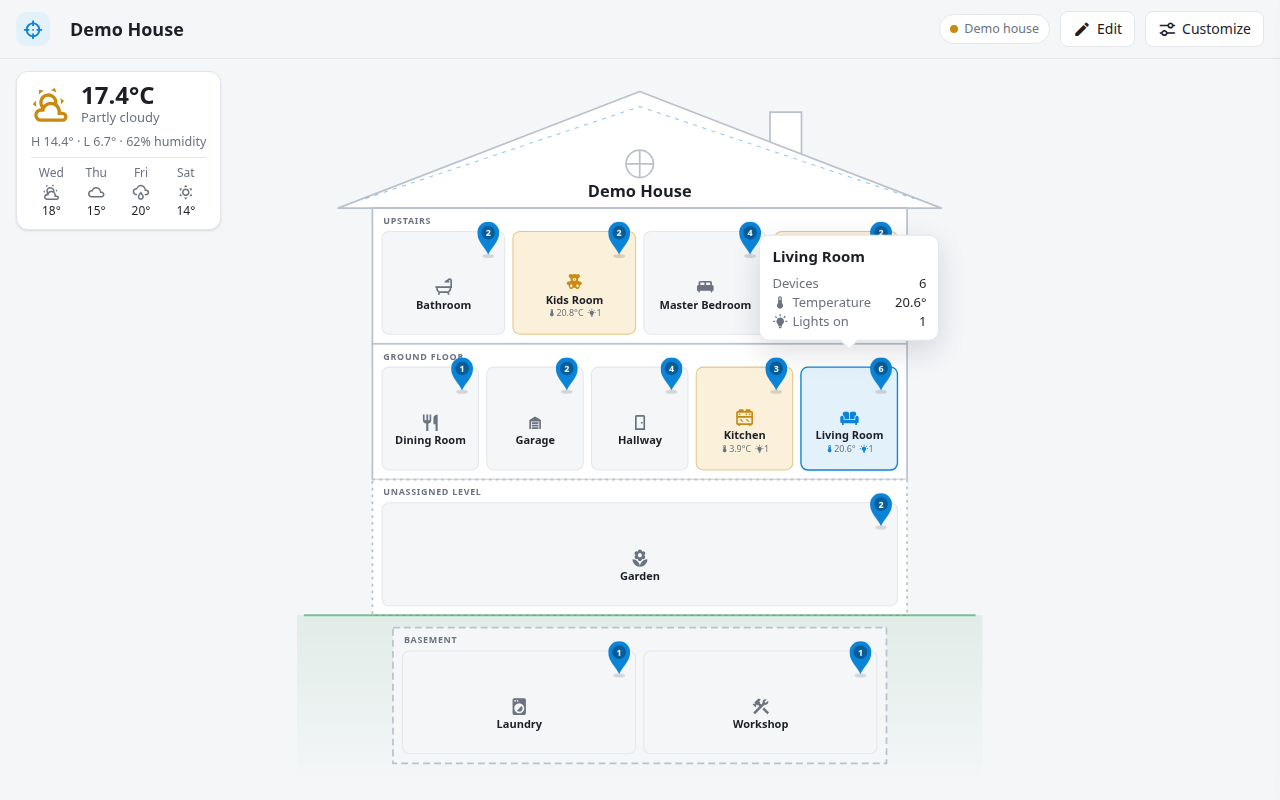 Demo House
Demo house
Edit
Customize
17.4°C
Partly cloudy
H 14.4° · L 6.7° · 62% humidity
Wed Thu Fri Sat
18° 15° 20° 14°
Demo House
UPSTAIRS
2 2 4
Bathroom
Kids Room
20.8°C 1
Master Bedroom
Living Room
Devices 6
Temperature 20.6°
Lights on 1
GROUND FLOOR
1 2 4 3 6
Dining Room
Garage
Hallway
Kitchen
3.9°C 1
Living Room
20.6° 1
UNASSIGNED LEVEL
2
Garden
BASEMENT
1 1
Laundry
Workshop